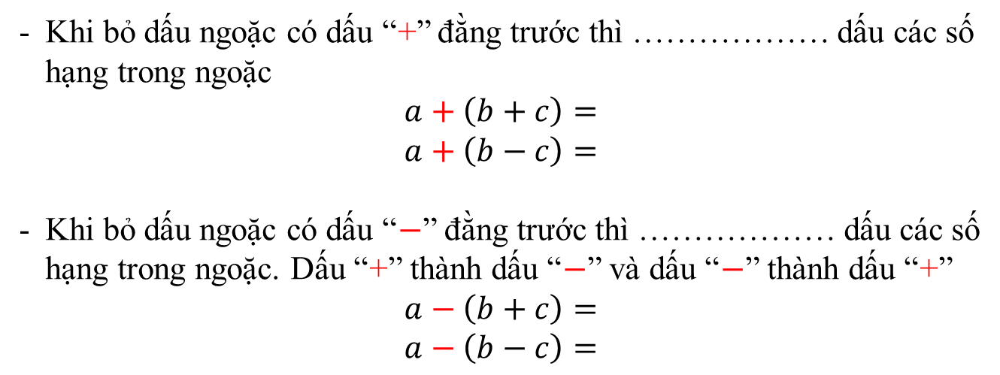 - Khi bỏ dấu ngoặc có dấu “+” đằng trước thì .................. dấu các số
hạng trong ngoặc
a + (b + c) =
a + (b − c) =
- Khi bỏ dấu ngoặc có dấu “−” đằng trước thì .................. dấu các số
hạng trong ngoặc. Dấu “+” thành dấu “−” và dấu “−” thành dấu “+”
a − (b + c) =
a − (b − c) =